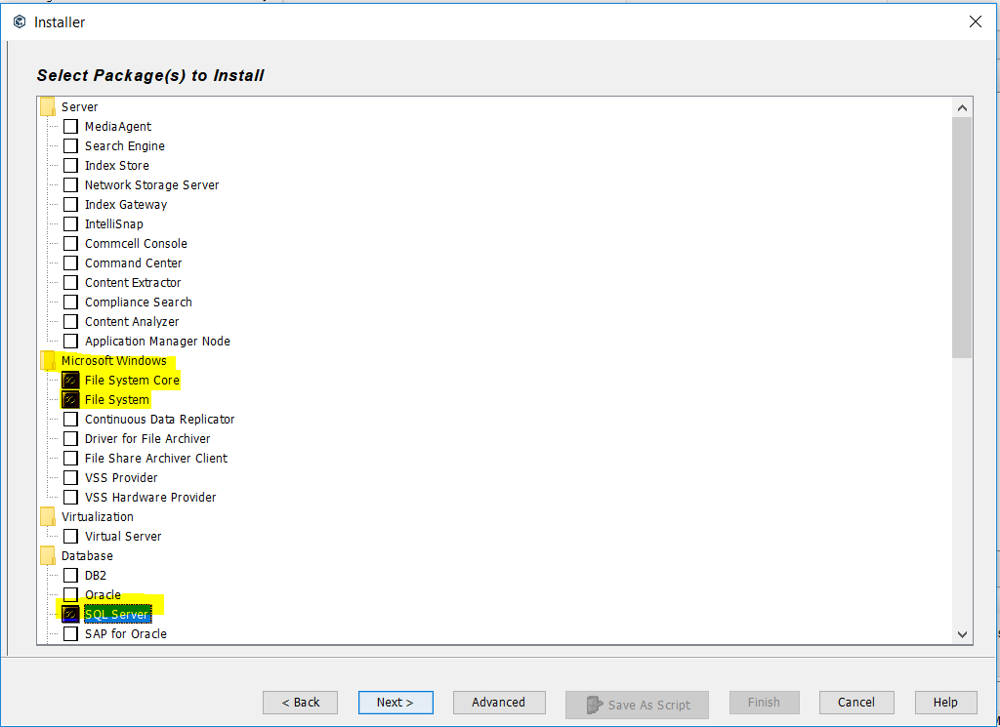 Installer
Select Package(s) to Install
Server
MediaAgent
Search Engine
Index Store
Network Storage Server
Index Gateway
IntelliSnap
Commcell Console
Command Center
Content Extractor
Compliance Search
Content Analyzer
Application Manager Node
Microsoft Windows
File System Core
File System
Continuous Data Replicator
Driver for File Archiver
File Share Archiver Client
VSS Provider
VSS Hardware Provider
Virtualization
Virtual Server
Database
DB2
Oracle
SQL Server
SAP for Oracle
< Back Next > Advanced Save As Script Finish Cancel Help